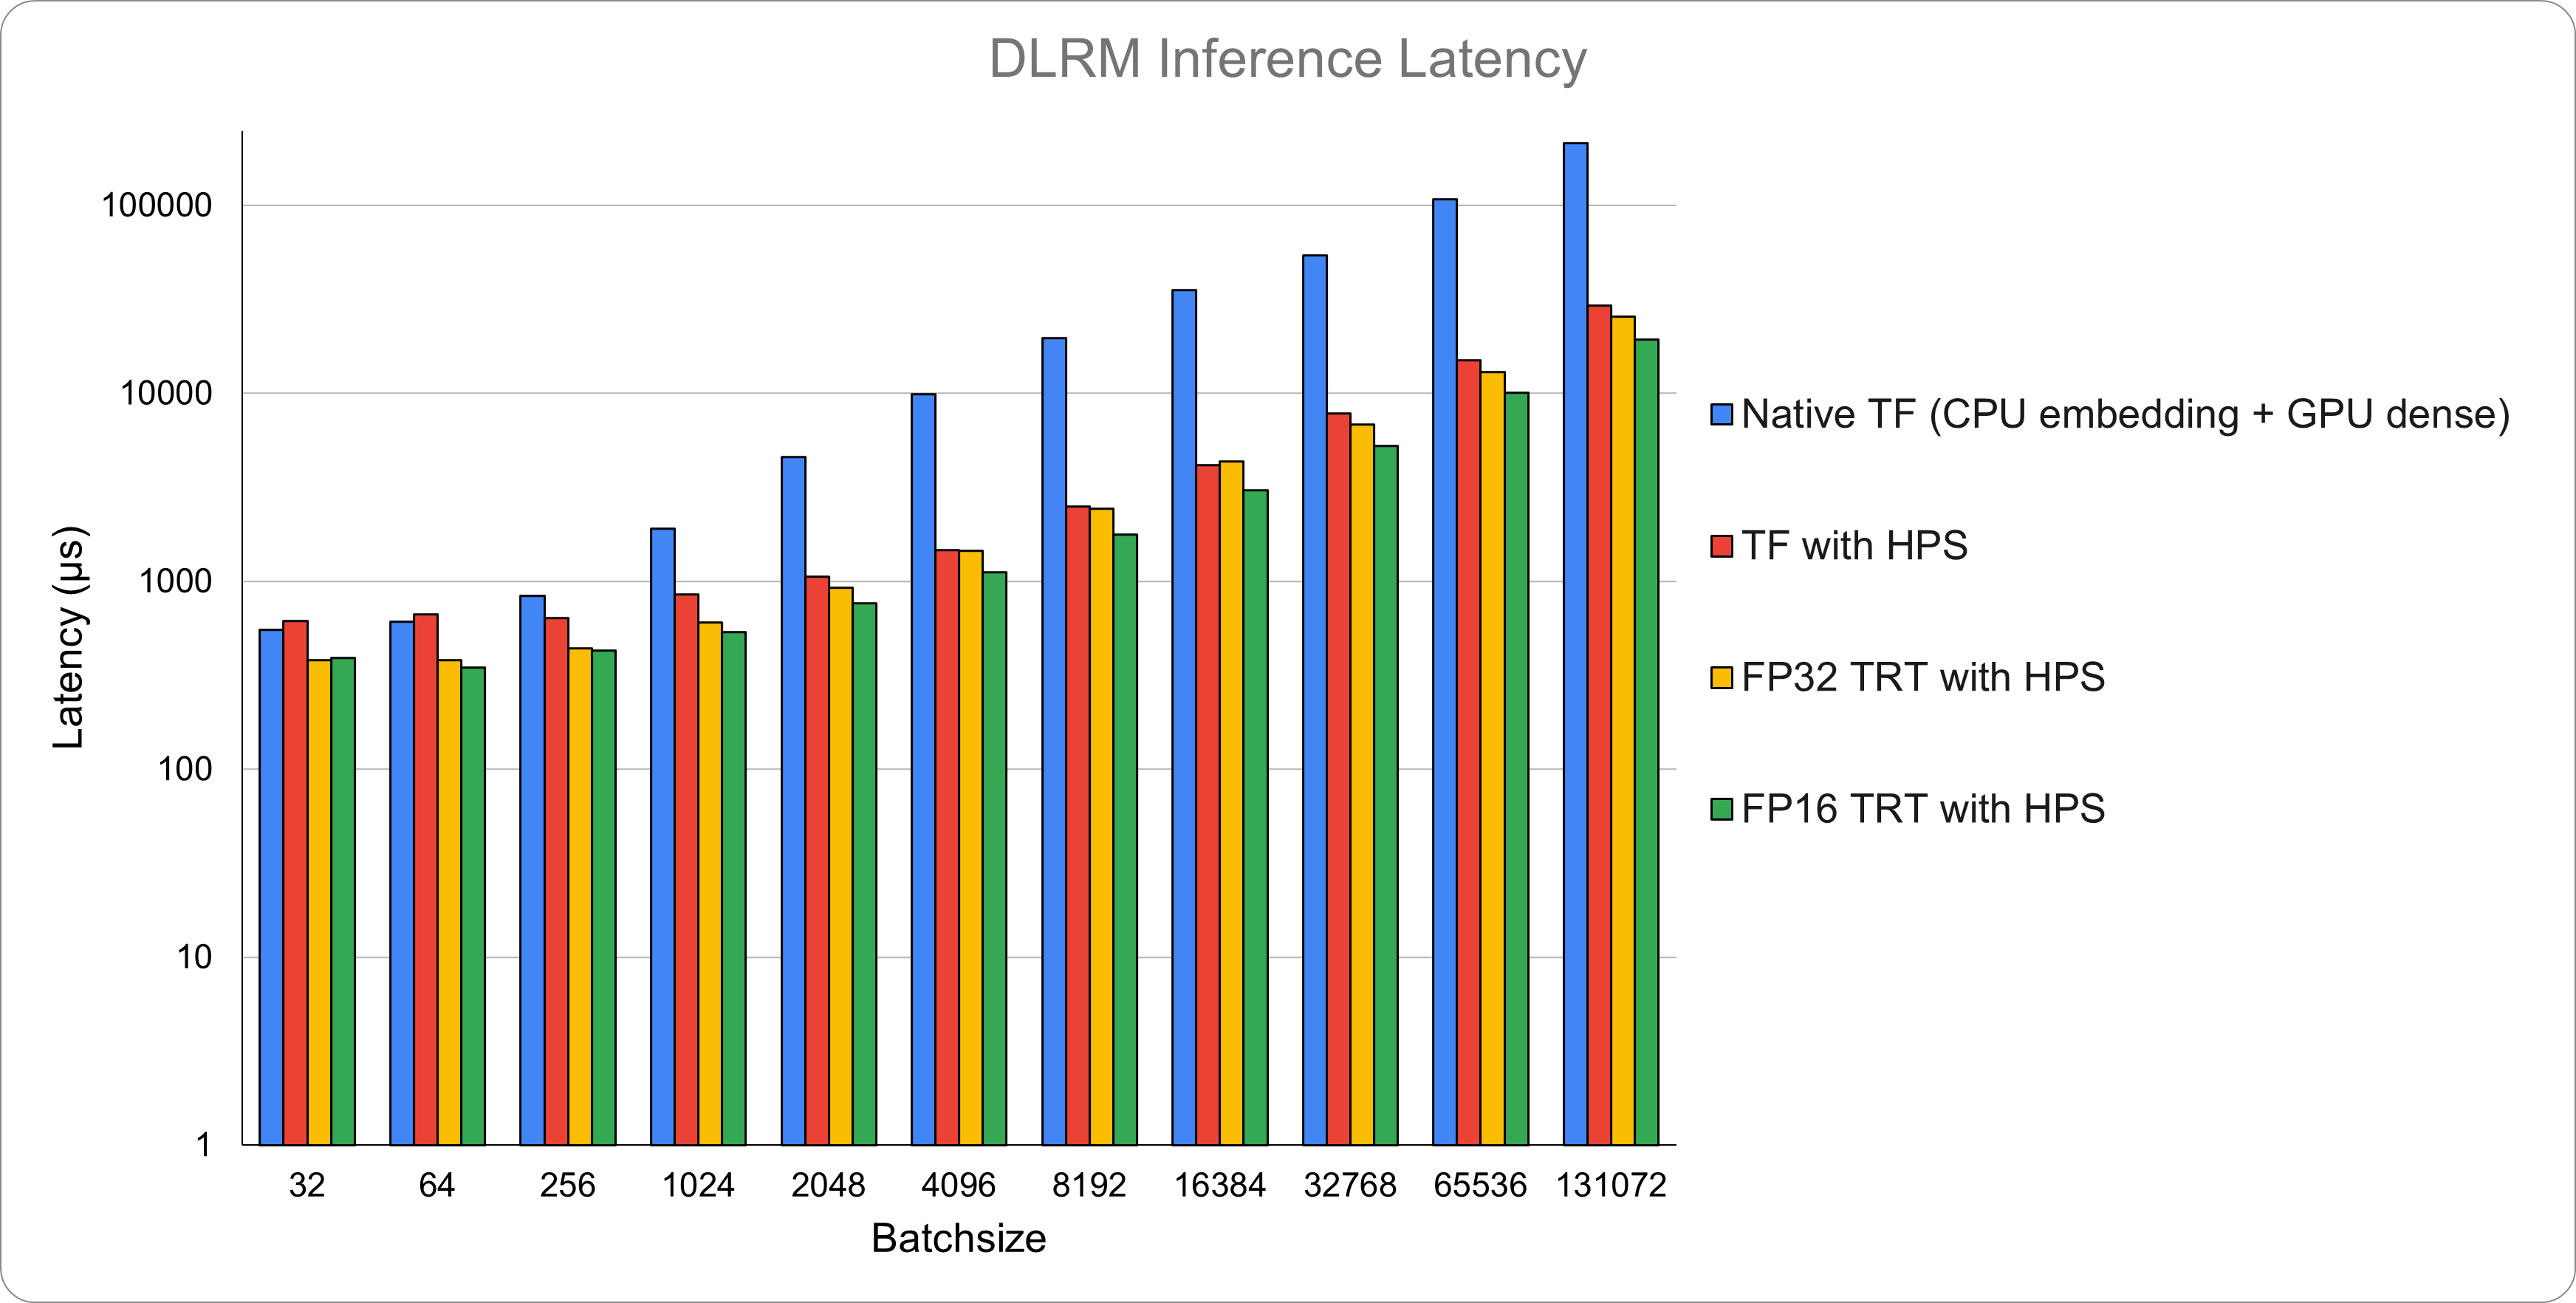 DLRM Inference Latency
Latency (μs)
100000
10000
1000
100
10
1
32 64 256 1024 2048 4096 8192 16384 32768 65536 131072
Batchsize
Native TF (CPU embedding + GPU dense)
TF with HPS
FP32 TRT with HPS
FP16 TRT with HPS